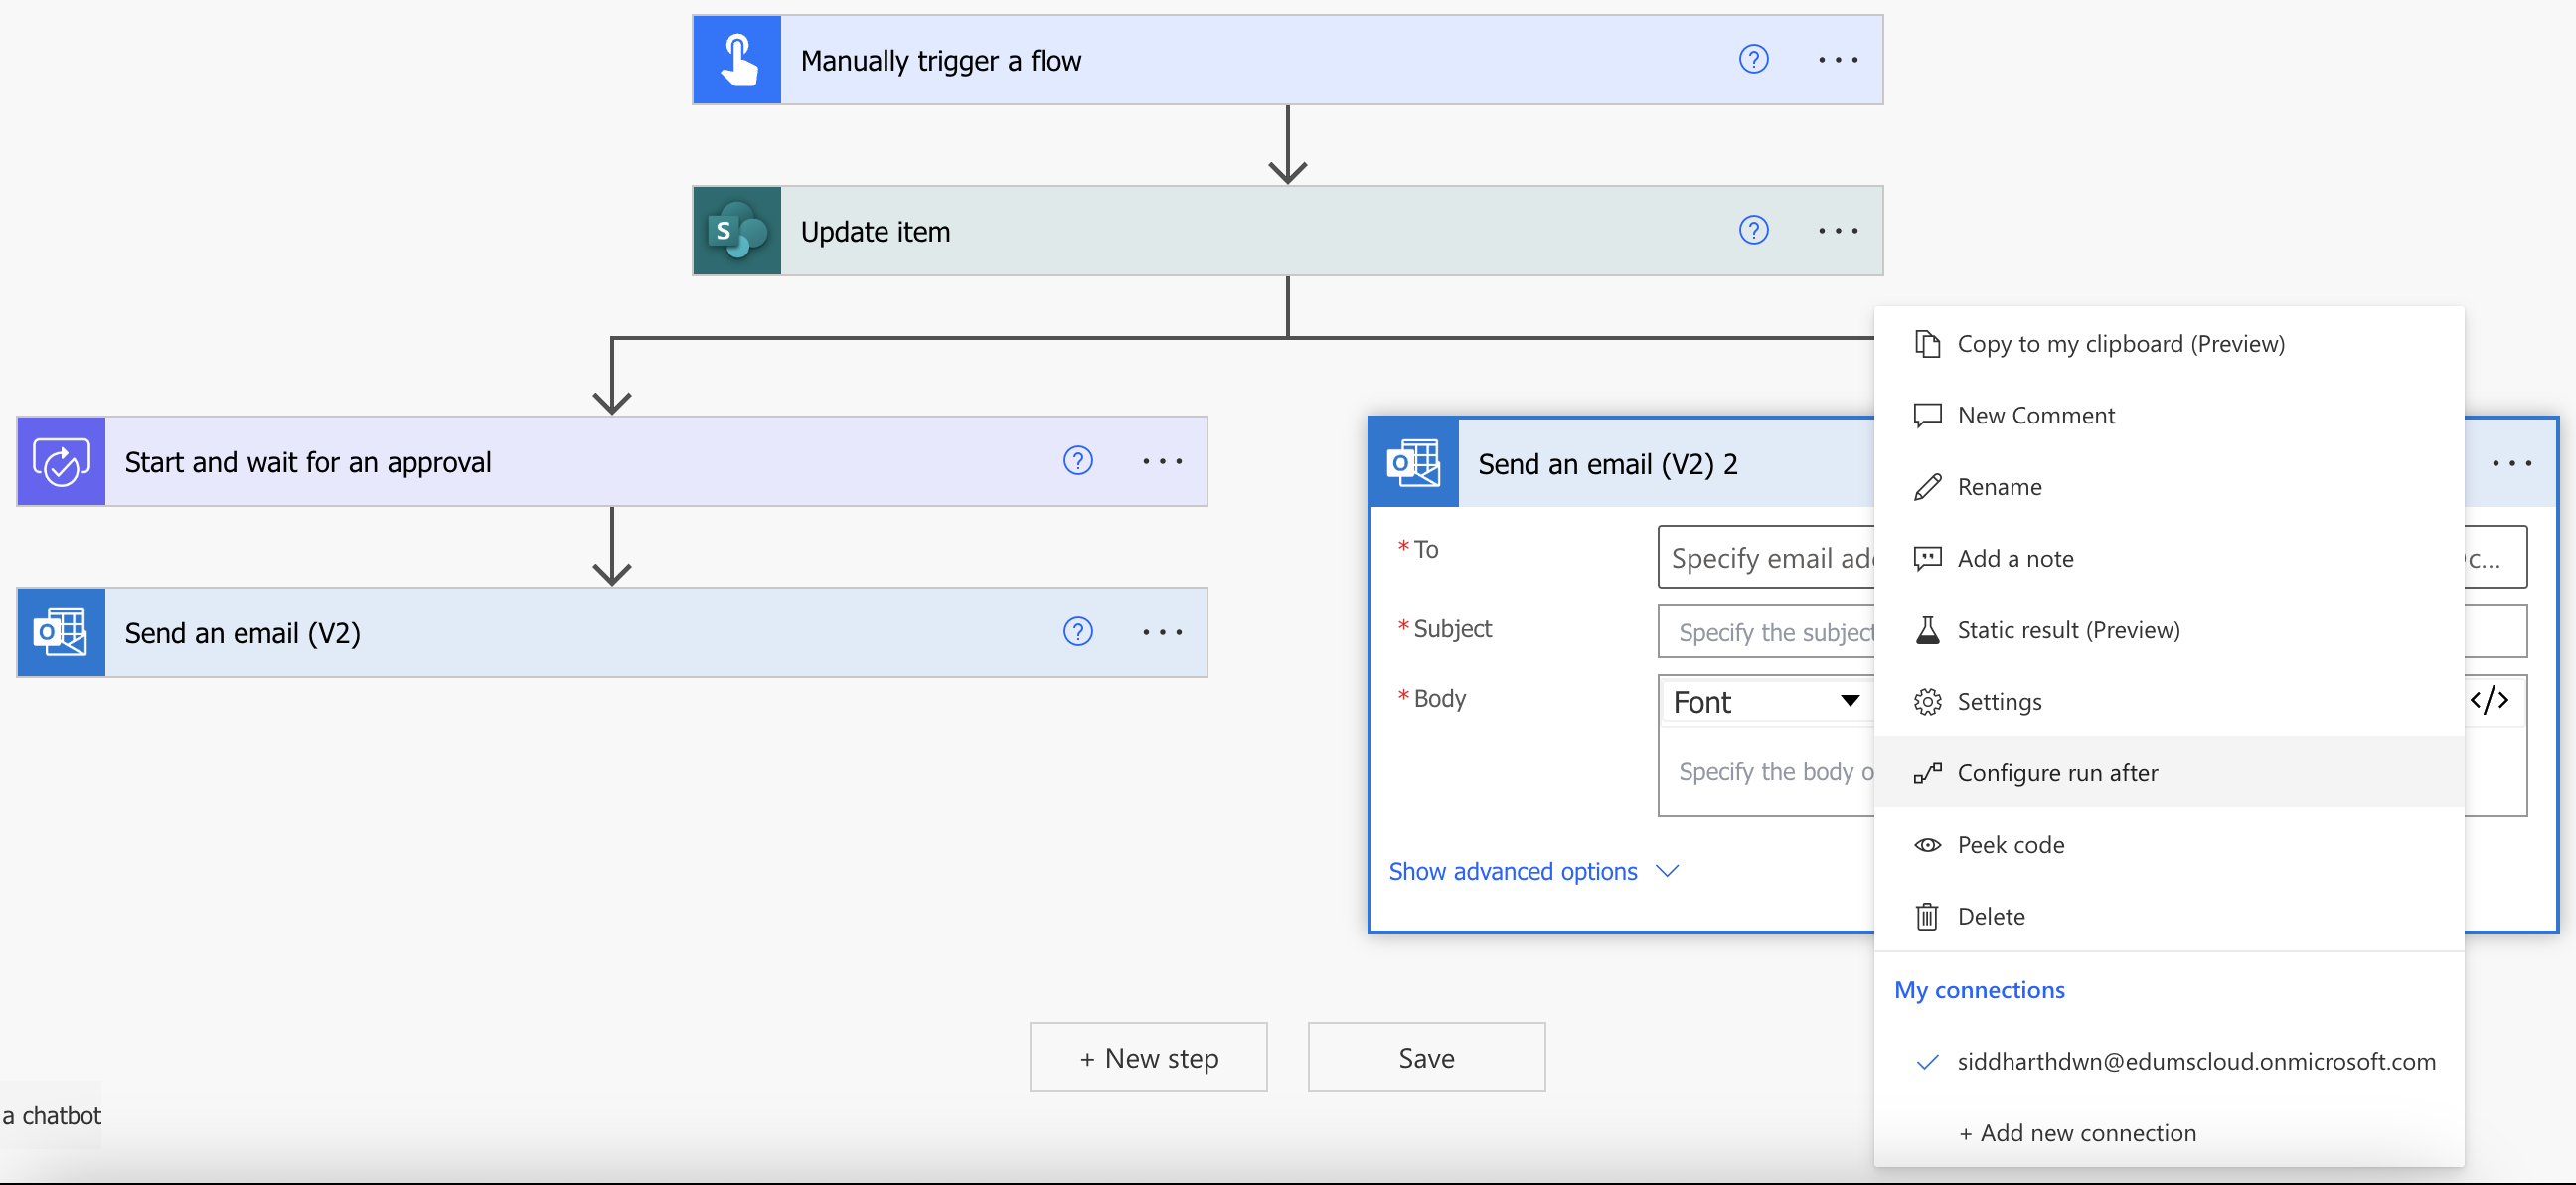 Manually trigger a flow
?
S
Update item
?
Start and wait for an approval
?
O
Send an email (V2)
?
O
Send an email (V2) 2
* To
Specify email ad
c...
* Subject
Specify the subject
* Body
Font
</>
Specify the body o
Show advanced options
Copy to my clipboard (Preview)
New Comment
Rename
Add a note
Static result (Preview)
Settings
Configure run after
Peek code
Delete
My connections
siddharthdwn@edumscloud.onmicrosoft.com
+ Add new connection
+ New step
Save
a chatbot